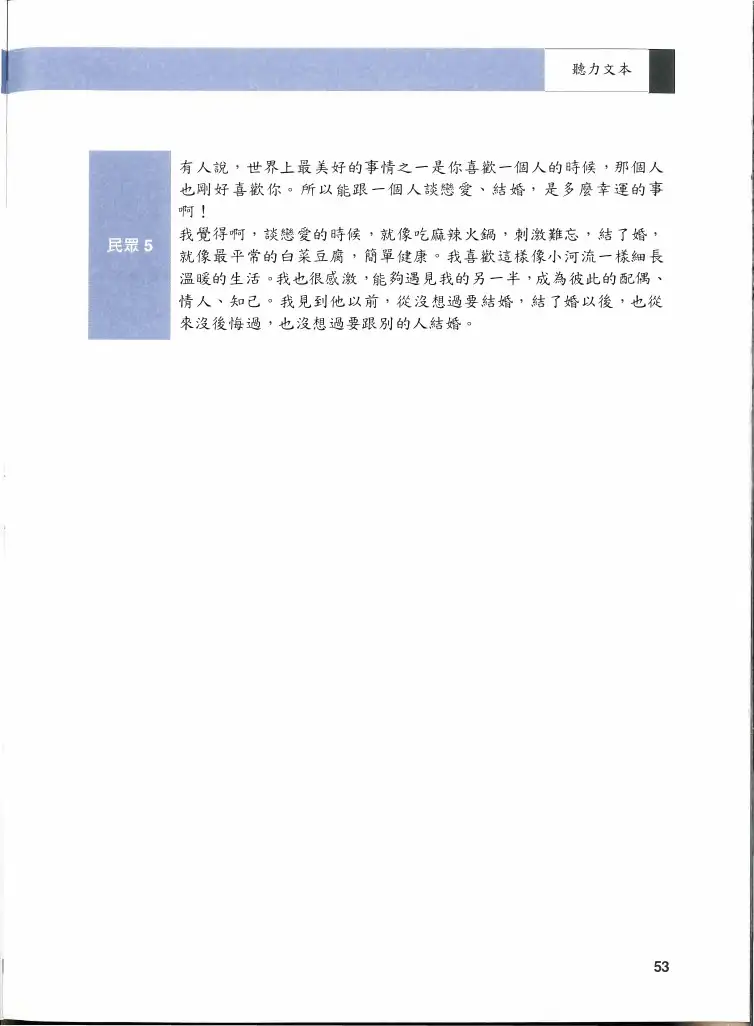 聽力文本
民眾 5
有人說，世界上最美好的事情之一是你喜歡一個人的時候，那個人
也剛好喜歡你。所以能跟一個人談戀愛、結婚，是多麼幸運的事
啊！
我覺得啊，談戀愛的時候，就像吃麻辣火鍋，刺激難忘，結了婚，
就像最平常的白菜豆腐，簡單健康。我喜歡這樣像小河流一樣細長
溫暖的生活。我也很感激，能夠遇見我的另一半，成為彼此的配偶、
情人、知己。我見到他以前，從沒想過要結婚，結了婚以後，也從
來沒後悔過，也沒想過要跟別的人結婚。
53